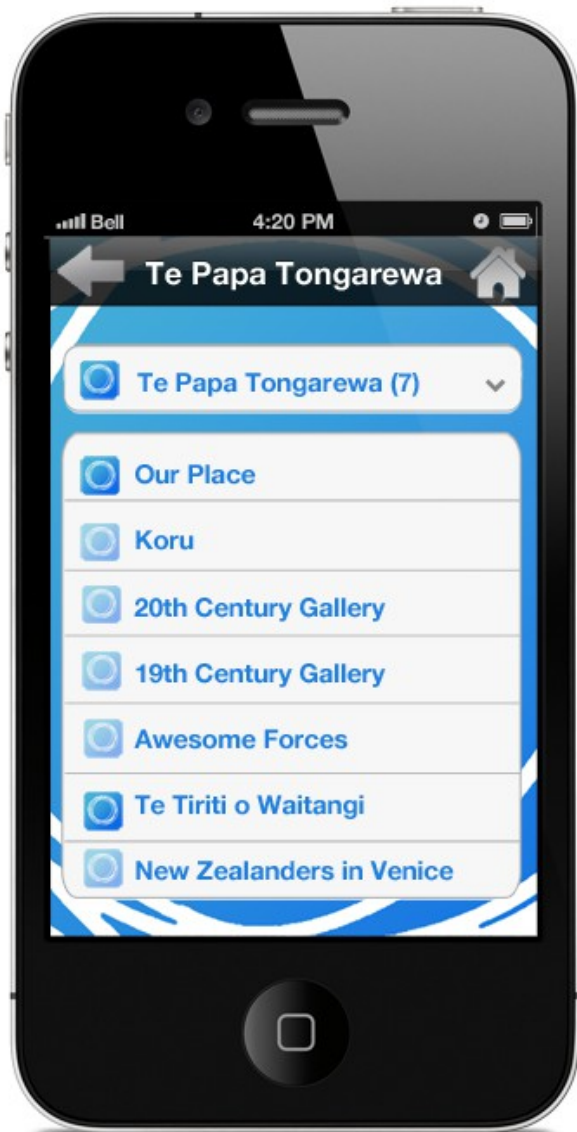 Bell 4:20 PM
Te Papa Tongarewa
Te Papa Tongarewa (7)
Our Place
Koru
20th Century Gallery
19th Century Gallery
Awesome Forces
Te Tiriti o Waitangi
New Zealanders in Venice